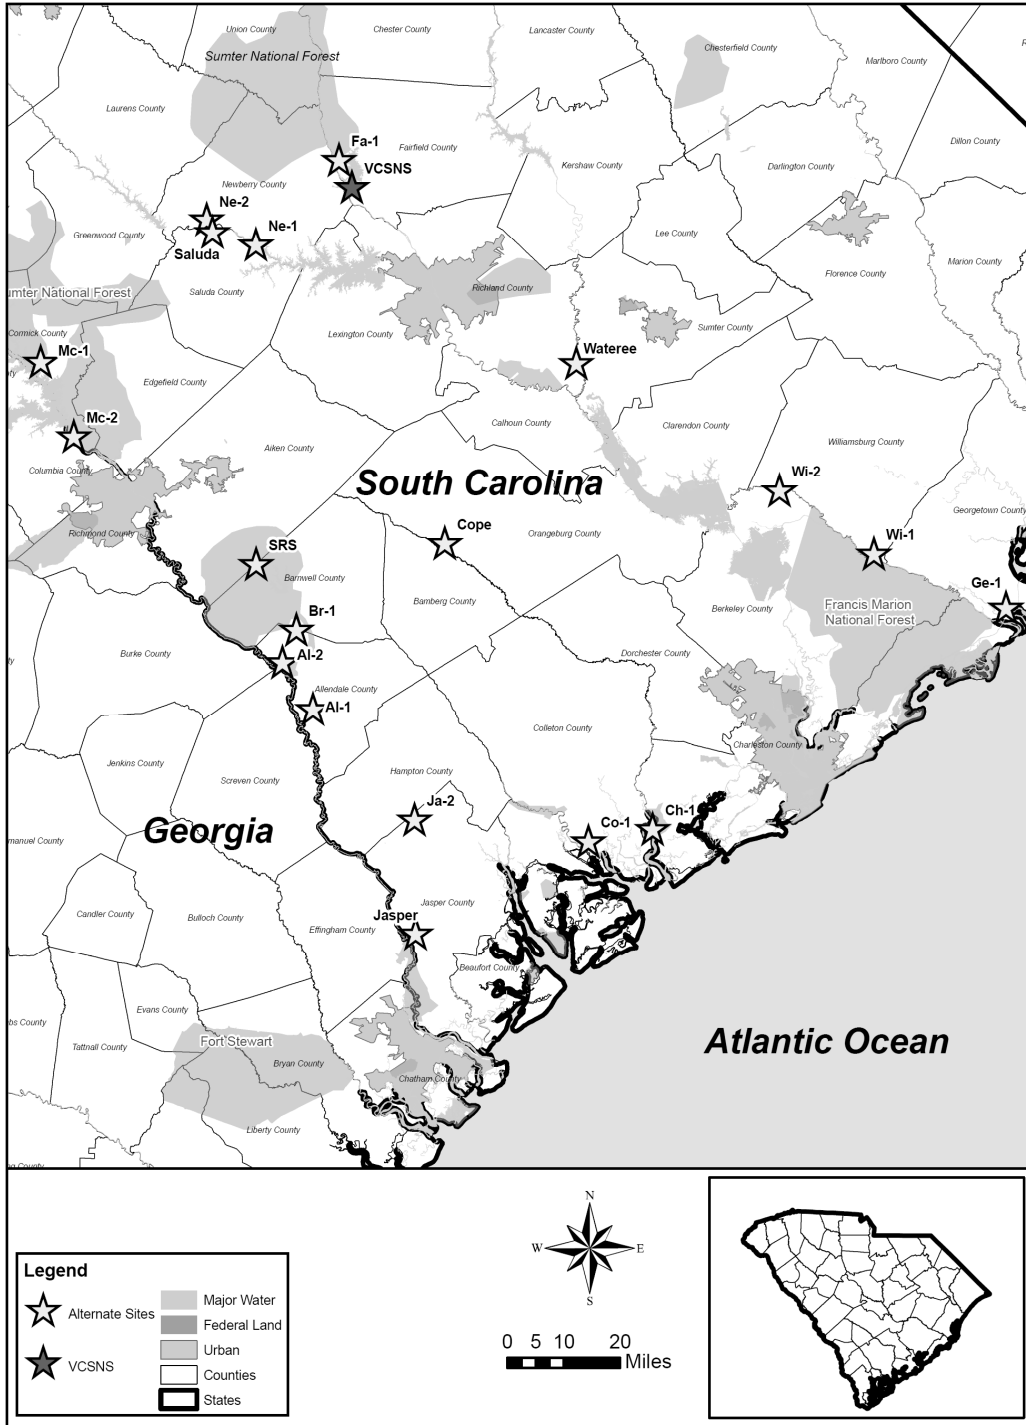 Union County
Chester County
Lancaster County
Chesterfield County
Marlboro County
Sumter National Forest
Laurens County
Fa-1
Fairfield County
Kershaw County
Darlington County
Dillon County
VCSNS
Newberry County
Ne-2
Ne-1
Saluda
Greenwood County
Lee County
Marion County
Florence County
Saluda County
Richland County
umter National Forest
Cormick County
Lexington County
Sumter County
Mc-1
Wateree
Edgefield County
Mc-2
Calhoun County
Clarendon County
Williamsburg County
Aiken County
Columbia County
South Carolina
Wi-2
Georgetown County
Richmond County
Cope
Orangeburg County
Wi-1
SRS
Barnwell County
Ge-1
Br-1
Bamberg County
Berkeley County
Francis Marion
National Forest
Burke County
Al-2
Dorchester County
Allendale County
Al-1
Colleton County
Charleston County
Jenkins County
Screven County
Hampton County
Ja-2
Co-1
Ch-1
Georgia
manuel County
Candler County
Bulloch County
Effingham County
Jasper
Jasper County
Beaufort County
Evans County
bs County
Tattnall County
Fort Stewart
Bryan County
Chatham County
Liberty County
Atlantic Ocean
N
W
E
S
Legend
Alternate Sites
VCSNS
Major Water
Federal Land
Urban
Counties
States
0 5 10 20
Miles